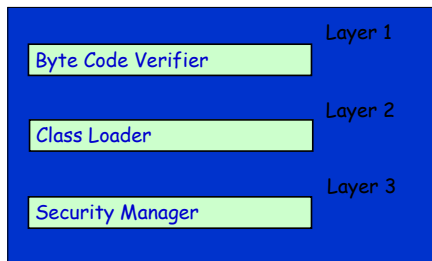 Layer 1
Byte Code Verifier
Layer 2
Class Loader
Layer 3
Security Manager